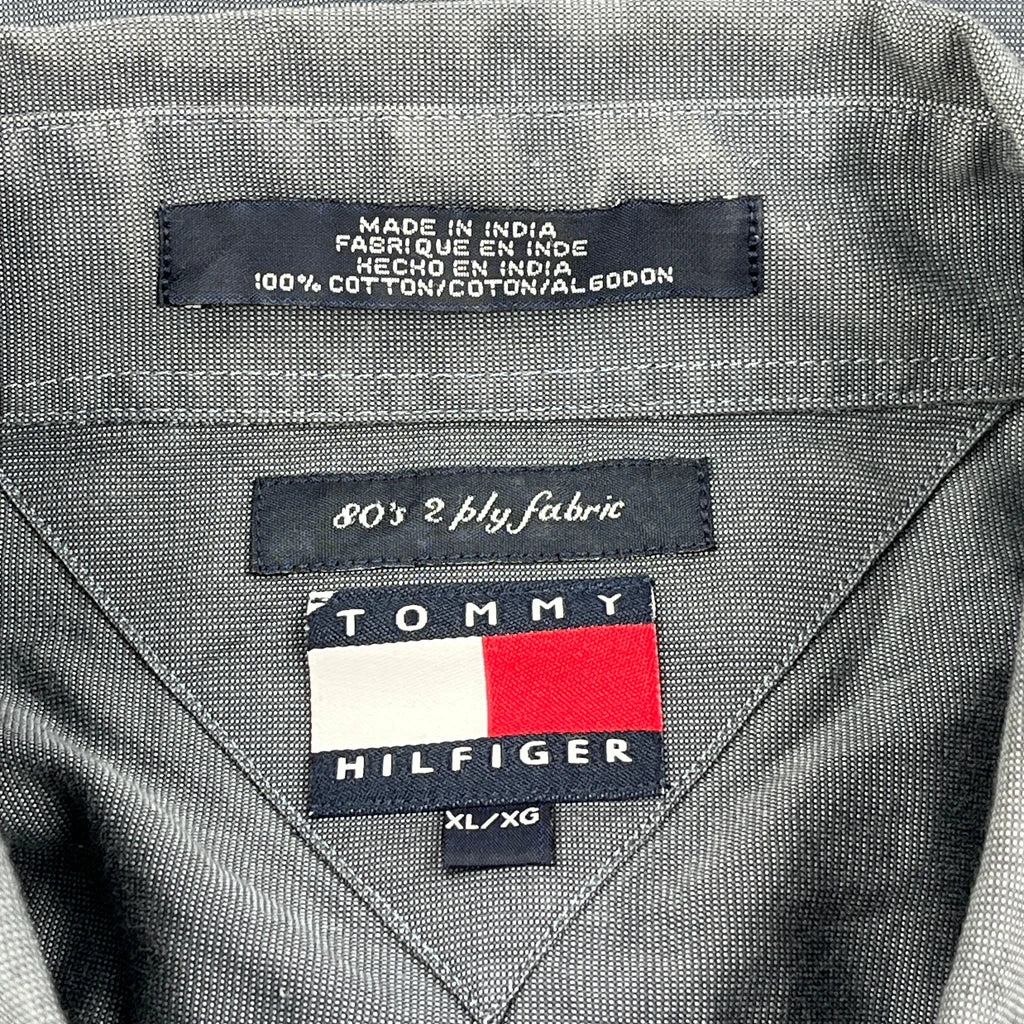 MADE IN INDIA
FABRIQUE EN INDE
HECHO EN INDIA
100% COTTON/COTON/ALGODON
80's 2 ply fabric
TOMMY
HILFIGER
XL/XG